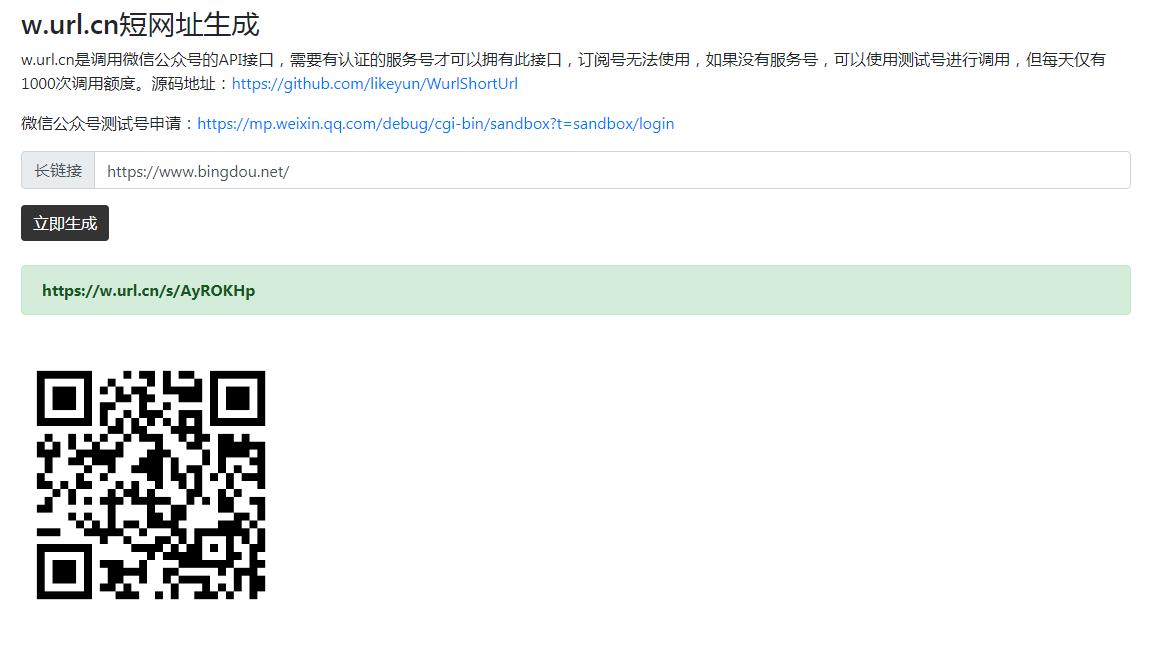 w.url.cn短网址生成
w.url.cn是调用微信公众号的API接口，需要有认证的服务号才可以拥有此接口，订阅号无法使用，如果没有服务号，可以使用测试号进行调用，但每天仅有
1000次调用额度。源码地址：https://github.com/likeyun/WurlShortUrl
微信公众号测试号申请：https://mp.weixin.qq.com/debug/cgi-bin/sandbox?t=sandbox/login
长链接 https://www.bingdou.net/
立即生成
https://w.url.cn/s/AyROKHp